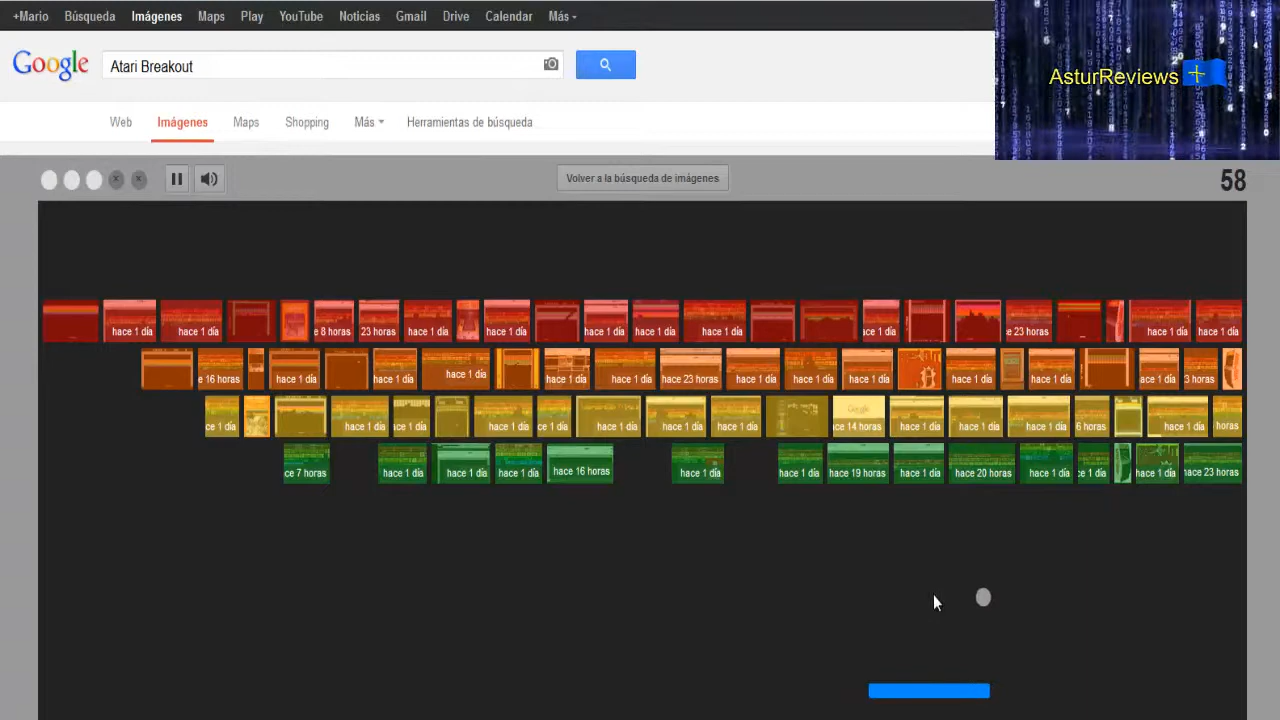 +Mario Búsqueda Imágenes Maps Play YouTube Noticias Gmail Drive Calendar Más
AsturReviews
Google Atari Breakout
Web Imágenes Maps Shopping Más Herramientas de búsqueda
Volver a la búsqueda de imágenes
58
hace 1 día hace 1 día e 8 horas 23 horas hace 1 día hace 1 día hace 1 día hace 1 día hace 1 día ce 1 día ce 23 horas hace 1 día hace 1 día
e 16 horas hace 1 día hace 1 día hace 1 día hace 1 día hace 1 día hace 23 horas hace 1 día hace 1 día hace 1 día hace 1 día hace 1 día ace 1 día 3 horas
ce 1 día hace 1 día ace 1 día hace 1 día ce 1 día hace 1 día hace 1 día hace 1 día ce 14 horas hace 1 día hace 1 día hace 1 día 6 horas hace 1 día horas
ce 7 horas hace 1 día hace 1 día hace 1 día hace 16 horas hace 1 día hace 1 día hace 19 horas hace 1 día hace 20 horas hace 1 día ce 1 día hace 1 día hace 23 horas